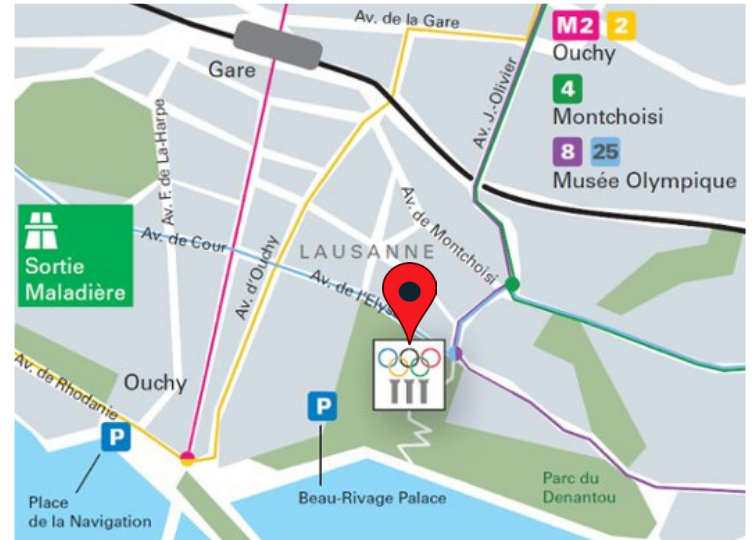 Av. de la Gare
M2 2
Ouchy
Gare
4
Montchoisi
Av. J.-Olivier
8 25
Musée Olympique
Av. F. de La-Harpe
Av. de Montchoisi
Sortie
Maladière
Av. de Cour
Av. d'Ouchy
LAUSANNE
Av. de l'Elys
Av. de Rhodanie
Ouchy
P
P
Place
de la Navigation
Beau-Rivage Palace
Parc du
Denantou